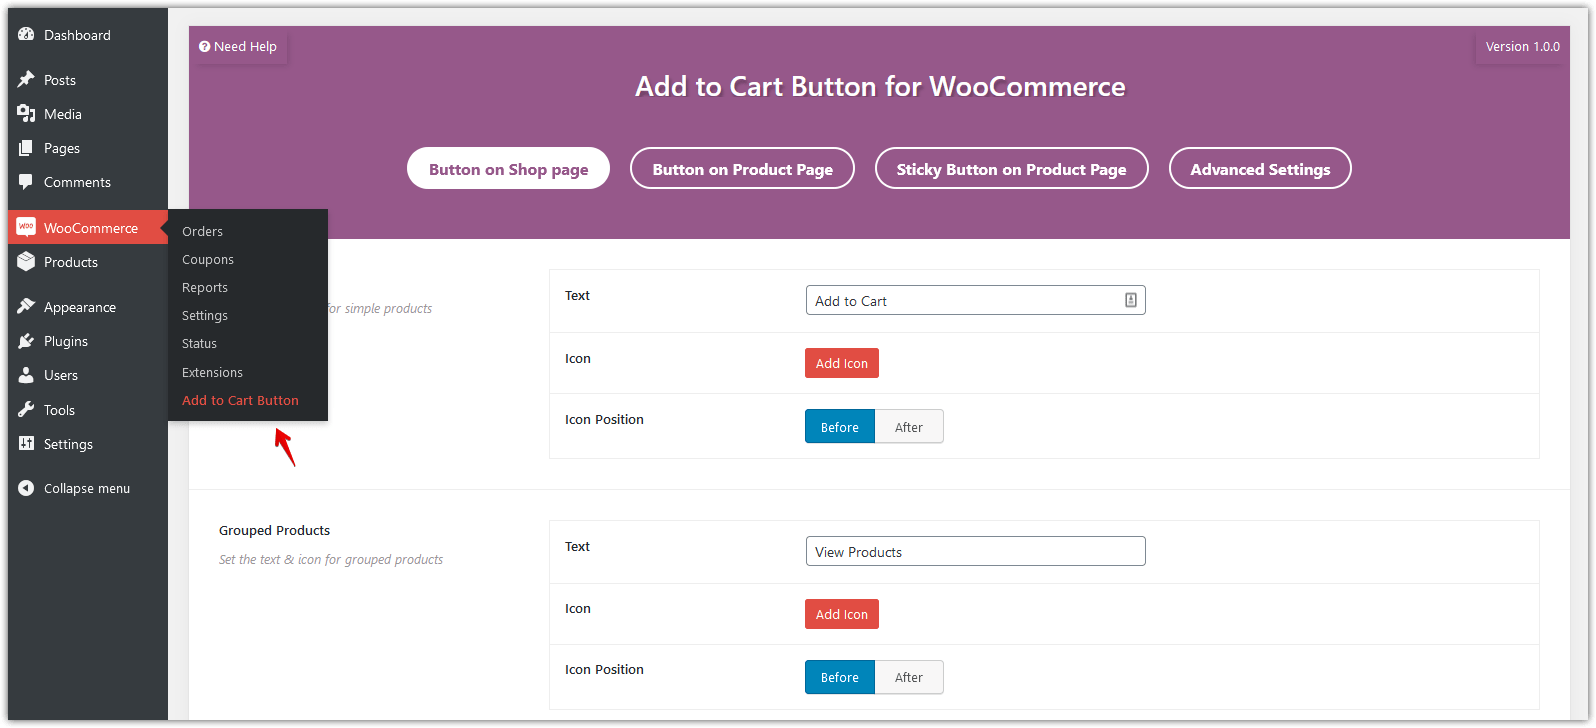 Dashboard
Posts
Media
Pages
Comments
WooCommerce
Products
Appearance
Plugins
Users
Tools
Settings
Collapse menu
Orders
Coupons
Reports
Settings
Status
Extensions
Add to Cart Button
Need Help
Version 1.0.0
Add to Cart Button for WooCommerce
Button on Shop page
Button on Product Page
Sticky Button on Product Page
Advanced Settings
for simple products
Text
Add to Cart
Icon
Add Icon
Icon Position
Before
After
Grouped Products
Set the text & icon for grouped products
Text
View Products
Icon
Add Icon
Icon Position
Before
After